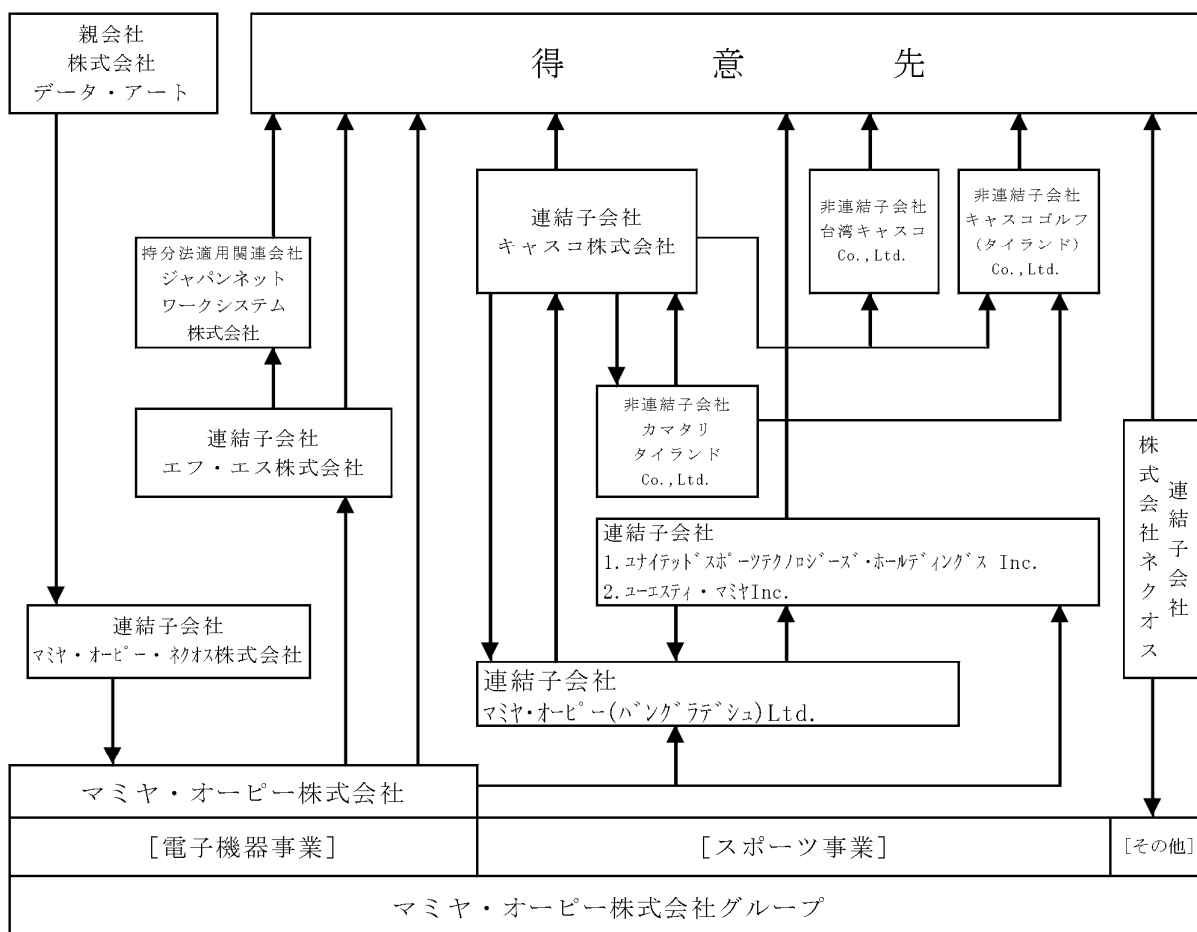 親会社
株式会社
データ・アート
得意先
持分法適用関連会社
ジャパンネット
ワークシステム
株式会社
連結子会社
エフ・エス株式会社
連結子会社
マミヤ・オーピー・ネクオス株式会社
連結子会社
キャスコ株式会社
非連結子会社
台湾キャスコ
Co.,Ltd.
非連結子会社
キャスコゴルフ
(タイランド)
Co.,Ltd.
非連結子会社
カマタリ
タイランド
Co.,Ltd.
連結子会社
1.ユナイテッドスポーツテクノロジーズ・ホールディングス Inc.
2.ユーエスティ・マミヤInc.
連結子会社
マミヤ・オーピー(バングラデシュ)Ltd.
連結子会社
株式会社ネクオス
マミヤ・オーピー株式会社
[電子機器事業]
[スポーツ事業]
[その他]
マミヤ・オーピー株式会社グループ